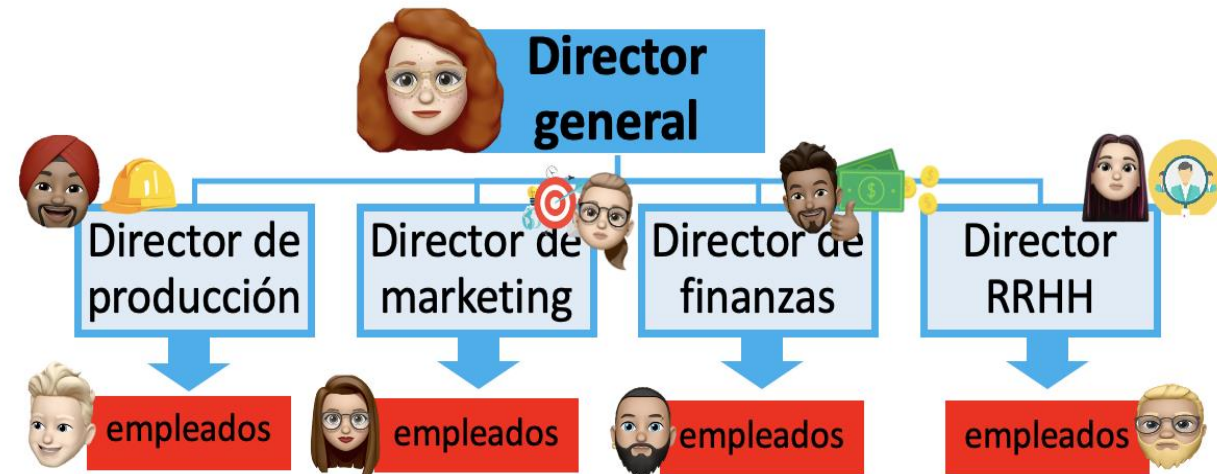 Director
general
Director de
producción
Director de
marketing
Director de
finanzas
Director
RRHH
empleados
empleados
empleados
empleados